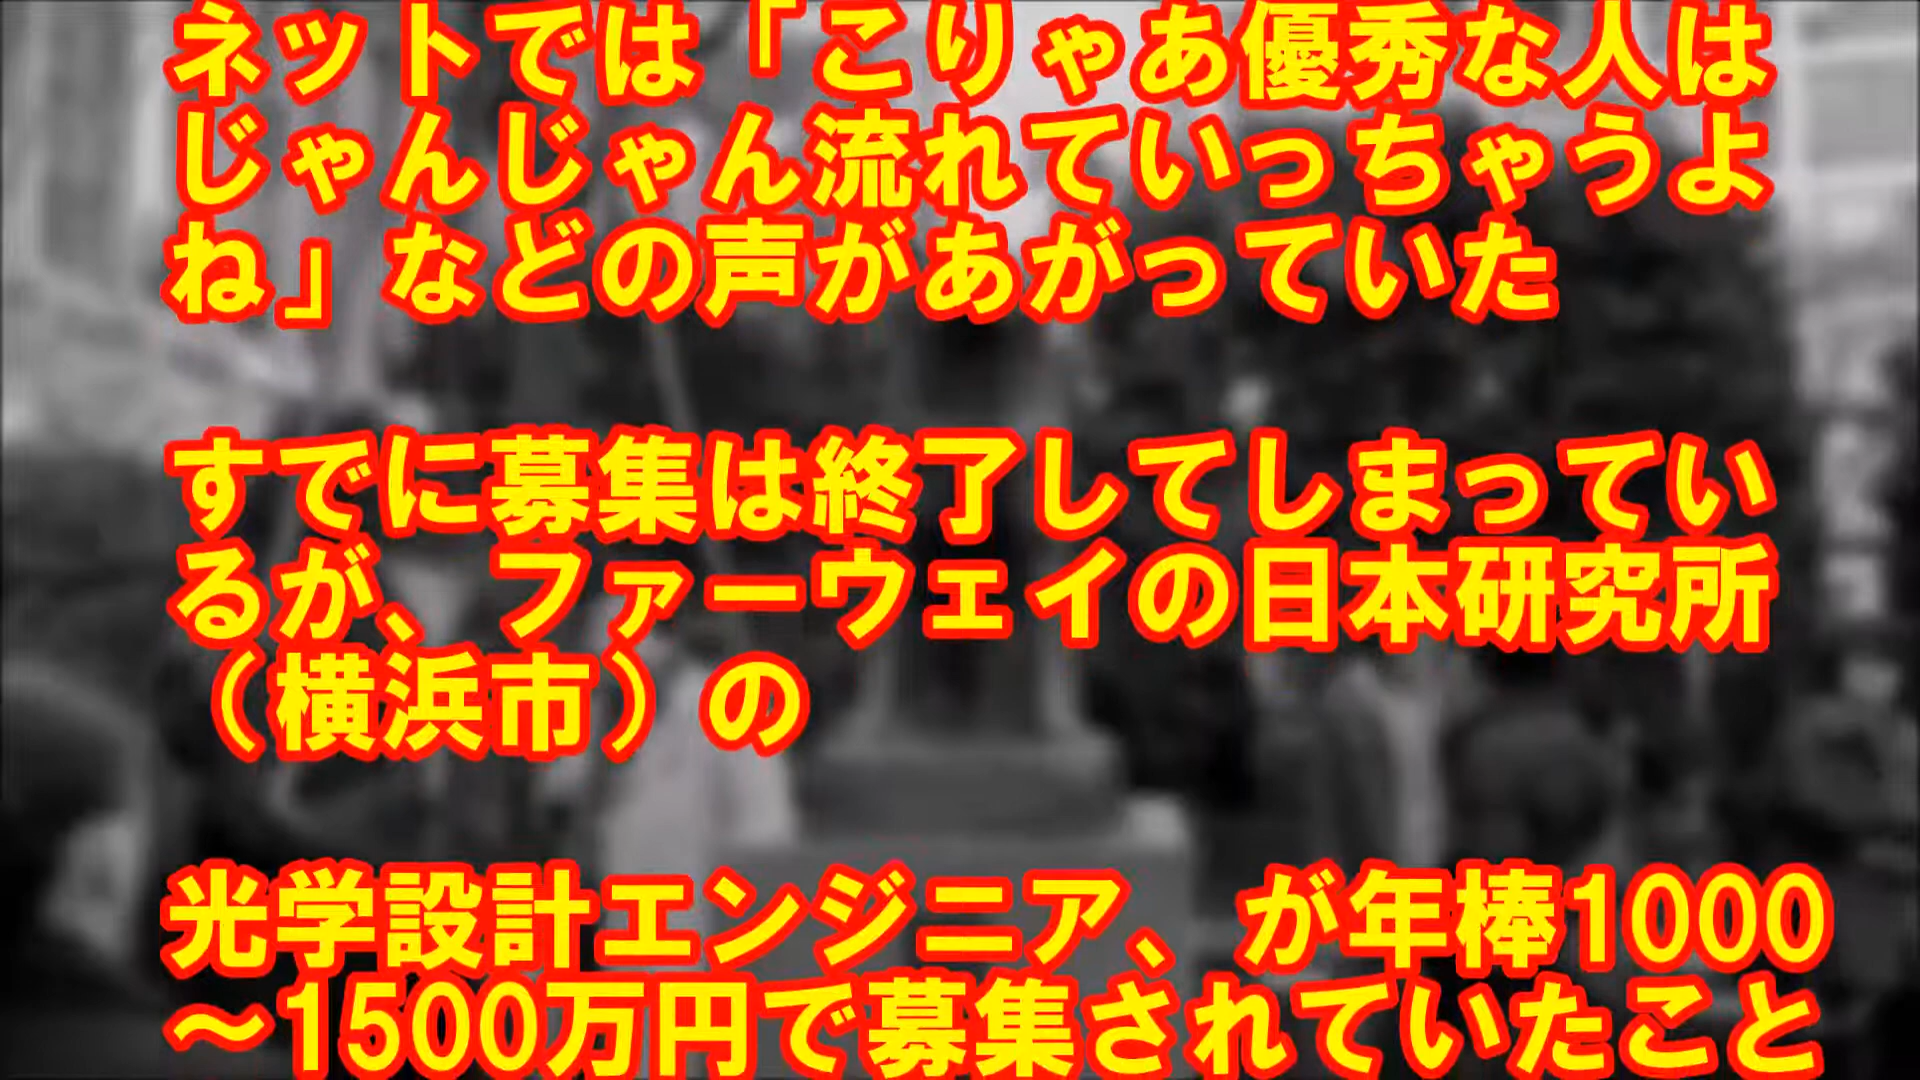 ネットでは「こりゃあ優秀な人は
じゃんじゃん流れていっちゃうよ
ね」などの声があがっていた
すでに募集は終了してしまってい
るが、ファーウェイの日本研究所
（横浜市）の
光学設計エンジニア、が年棒1000
～1500万円で募集されていたこと